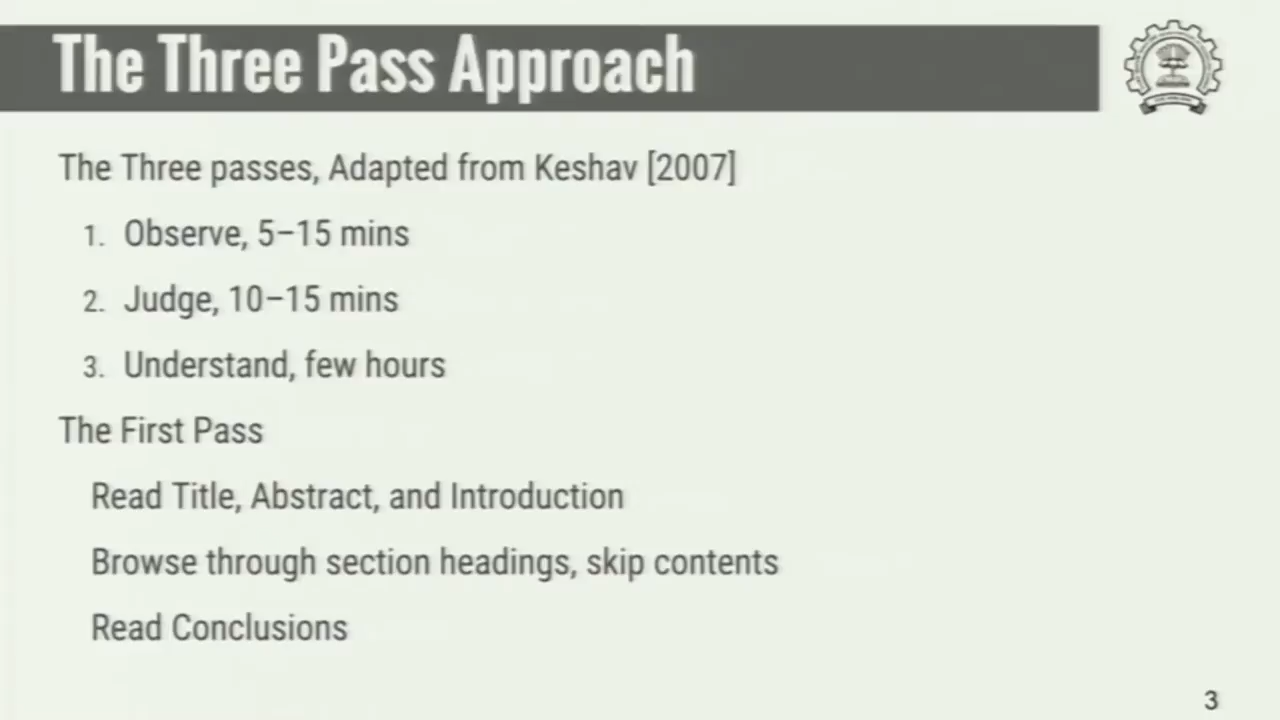 The Three Pass Approach
The Three passes, Adapted from Keshav [2007]
1. Observe, 5–15 mins
2. Judge, 10–15 mins
3. Understand, few hours
The First Pass
Read Title, Abstract, and Introduction
Browse through section headings, skip contents
Read Conclusions
3